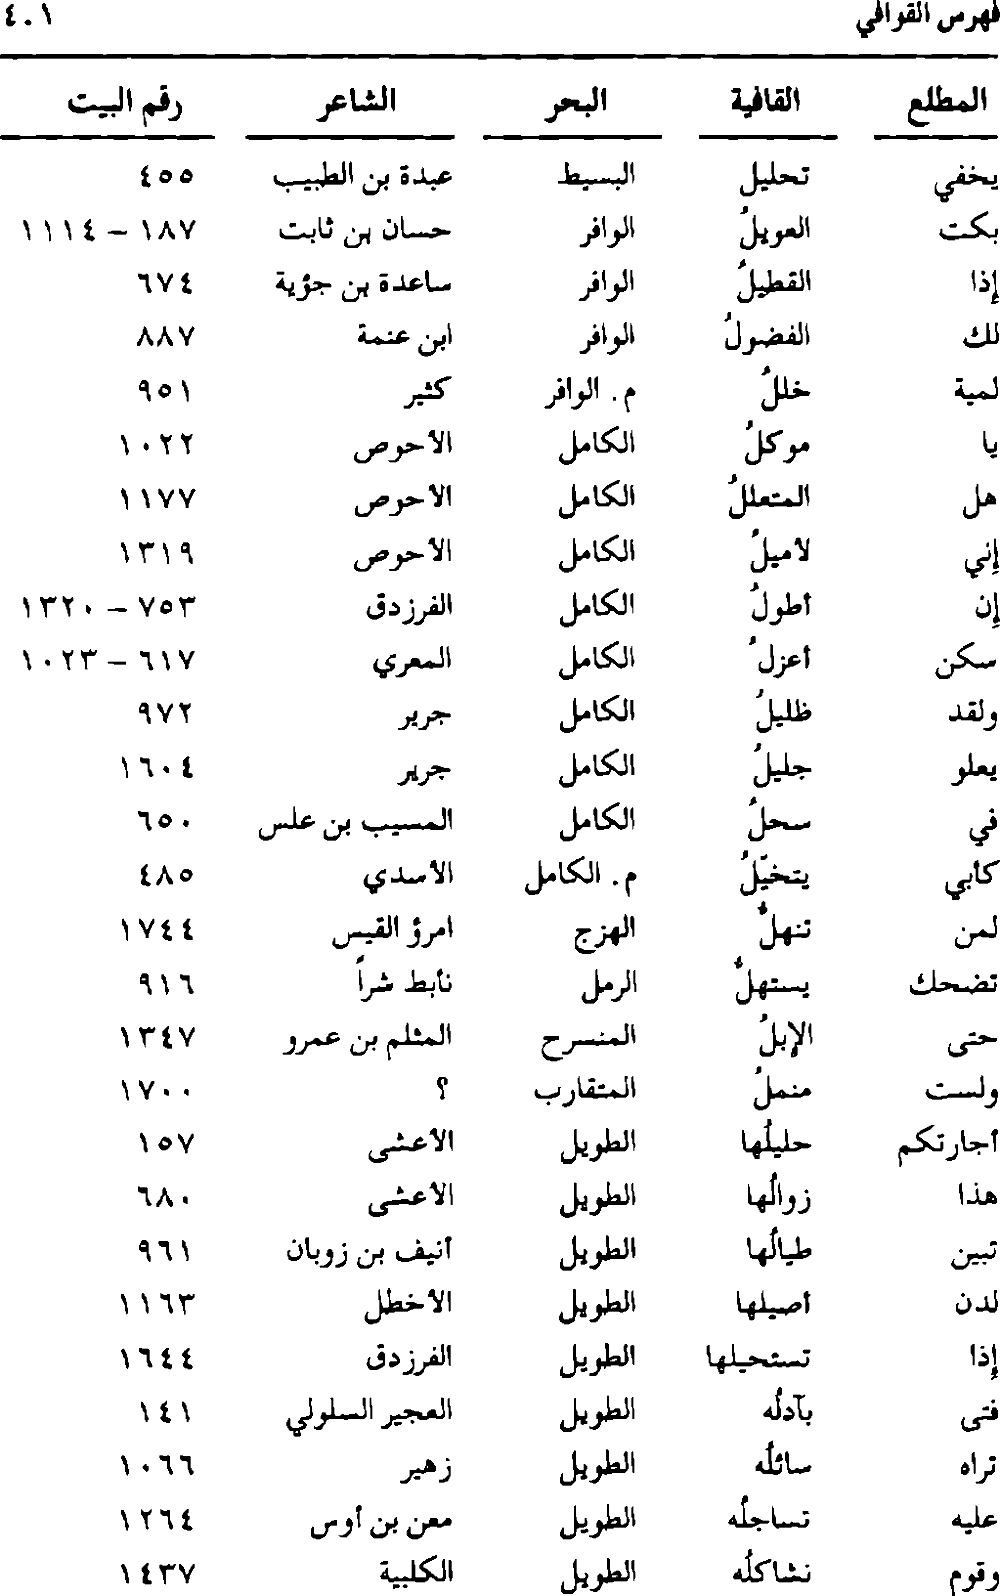 فهرس القوافي ٤٠١
المطلع القافية البحر الشاعر رقم البيت
يخفي تحليل البسيط عبدة بن الطبيب ٤٥٥
بكت العويلُ الوافر حسان بن ثابت ١٨٧ – ١١١٤
إذا القطيلُ الوافر ساعدة بن جؤية ٦٧٤
لك الفضولُ الوافر ابن عنمة ٨٨٧
لمية خللُ م. الوافر كثير ٩٥١
يا موكلُ الكامل الأحوص ١٠٢٢
هل المتعللُ الكامل الأحوص ١١٧٧
إني لأميلُ الكامل الأحوص ١٣١٩
إن أطولُ الكامل الفرزدق ٧٥٣ – ١٣٢٠
سكن أعزلُ الكامل المعري ٦١٧ – ١٠٢٣
ولقد ظليلُ الكامل جرير ٩٧٢
يعلو جليلُ الكامل جرير ١٦٠٤
في سحلُ الكامل المسيب بن علس ٦٥٠
كأبي يتخيّلُ م. الكامل الأسدي ٤٨٥
لمن تنهلُّ الهزج امرؤ القيس ١٧٤٤
تضحك يستهلُّ الرمل تأبط شراً ٩١٦
حتى الإبلُ المنسرح المثلم بن عمرو ١٣٤٧
ولست منملُ المتقارب ؟ ١٧٠٠
أجارتكم حليلُها الطويل الأعشى ١٥٧
هذا زوالُها الطويل الأعشى ٦٨٠
تبين طيالُها الطويل أنيف بن زوبان ٩٦١
لدن أصيلها الطويل الأخطل ١١٦٣
إذا تستحيلها الطويل الفرزدق ١٦٤٤
فتى بآدلُه الطويل العجير السلولي ١٤١
تراه سائلُه الطويل زهير ١٠٦٦
عليه تساجلُه الطويل معن بن أوس ١٢٦٤
وقوم نشاكلُه الطويل الكلبية ١٤٣٧